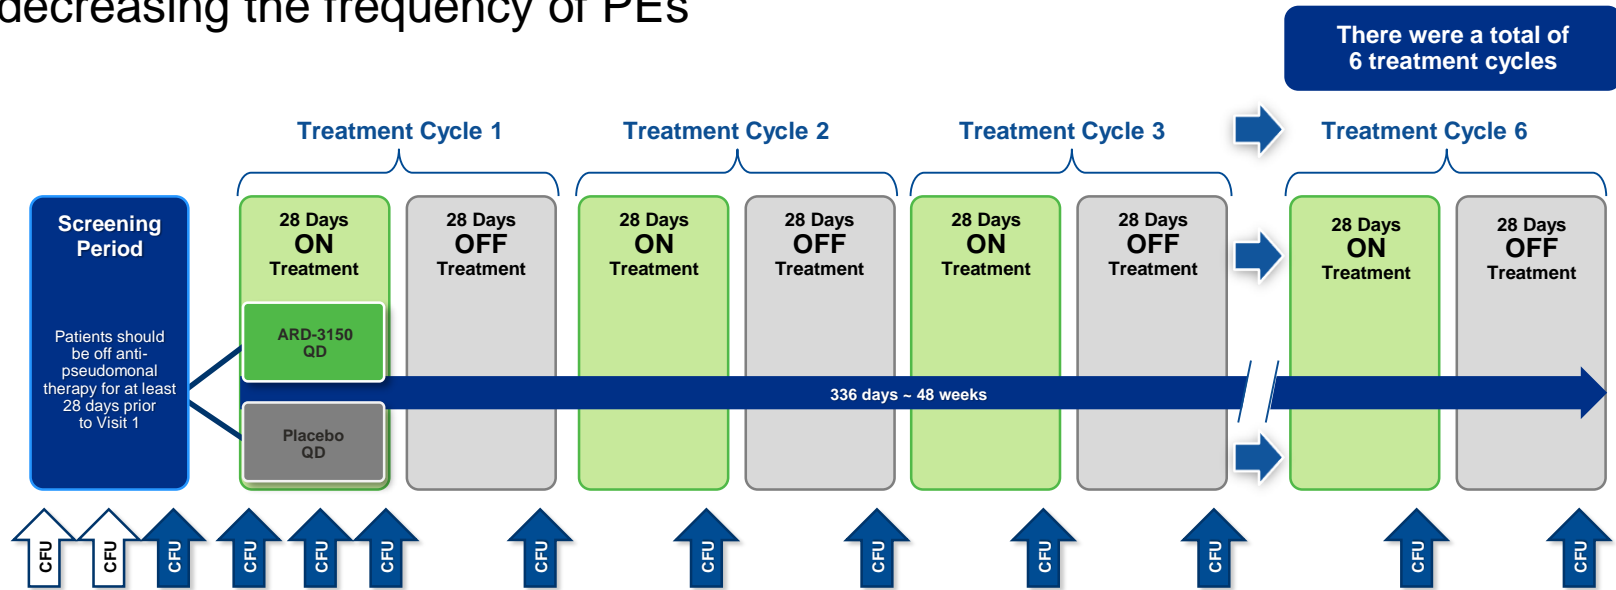 decreasing the frequency of PEs
There were a total of
6 treatment cycles
Treatment Cycle 1
Treatment Cycle 2
Treatment Cycle 3
Treatment Cycle 6
Screening
Period
Patients should
be off anti-
pseudomonal
therapy for at least
28 days prior
to Visit 1
28 Days
ON
Treatment
28 Days
OFF
Treatment
28 Days
ON
Treatment
28 Days
OFF
Treatment
28 Days
ON
Treatment
28 Days
OFF
Treatment
28 Days
ON
Treatment
28 Days
OFF
Treatment
ARD-3150
QD
336 days ~ 48 weeks
Placebo
QD
CFU
CFU
CFU
CFU
CFU
CFU
CFU
CFU
CFU
CFU
CFU
CFU
CFU